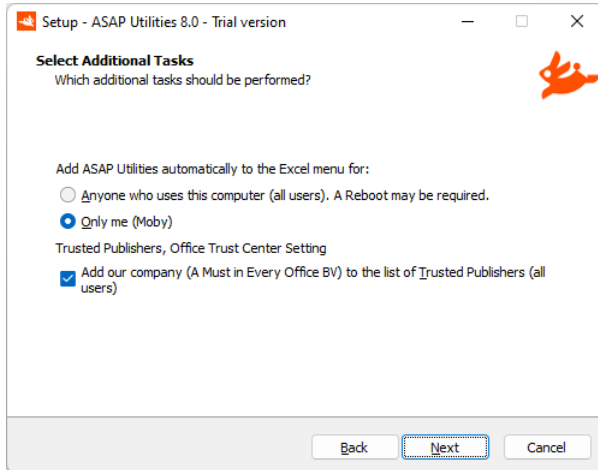 Setup - ASAP Utilities 8.0 - Trial version
Select Additional Tasks
Which additional tasks should be performed?
Add ASAP Utilities automatically to the Excel menu for:
Anyone who uses this computer (all users). A Reboot may be required.
Only me (Moby)
Trusted Publishers, Office Trust Center Setting
Add our company (A Must in Every Office BV) to the list of Trusted Publishers (all
users)
Back Next Cancel